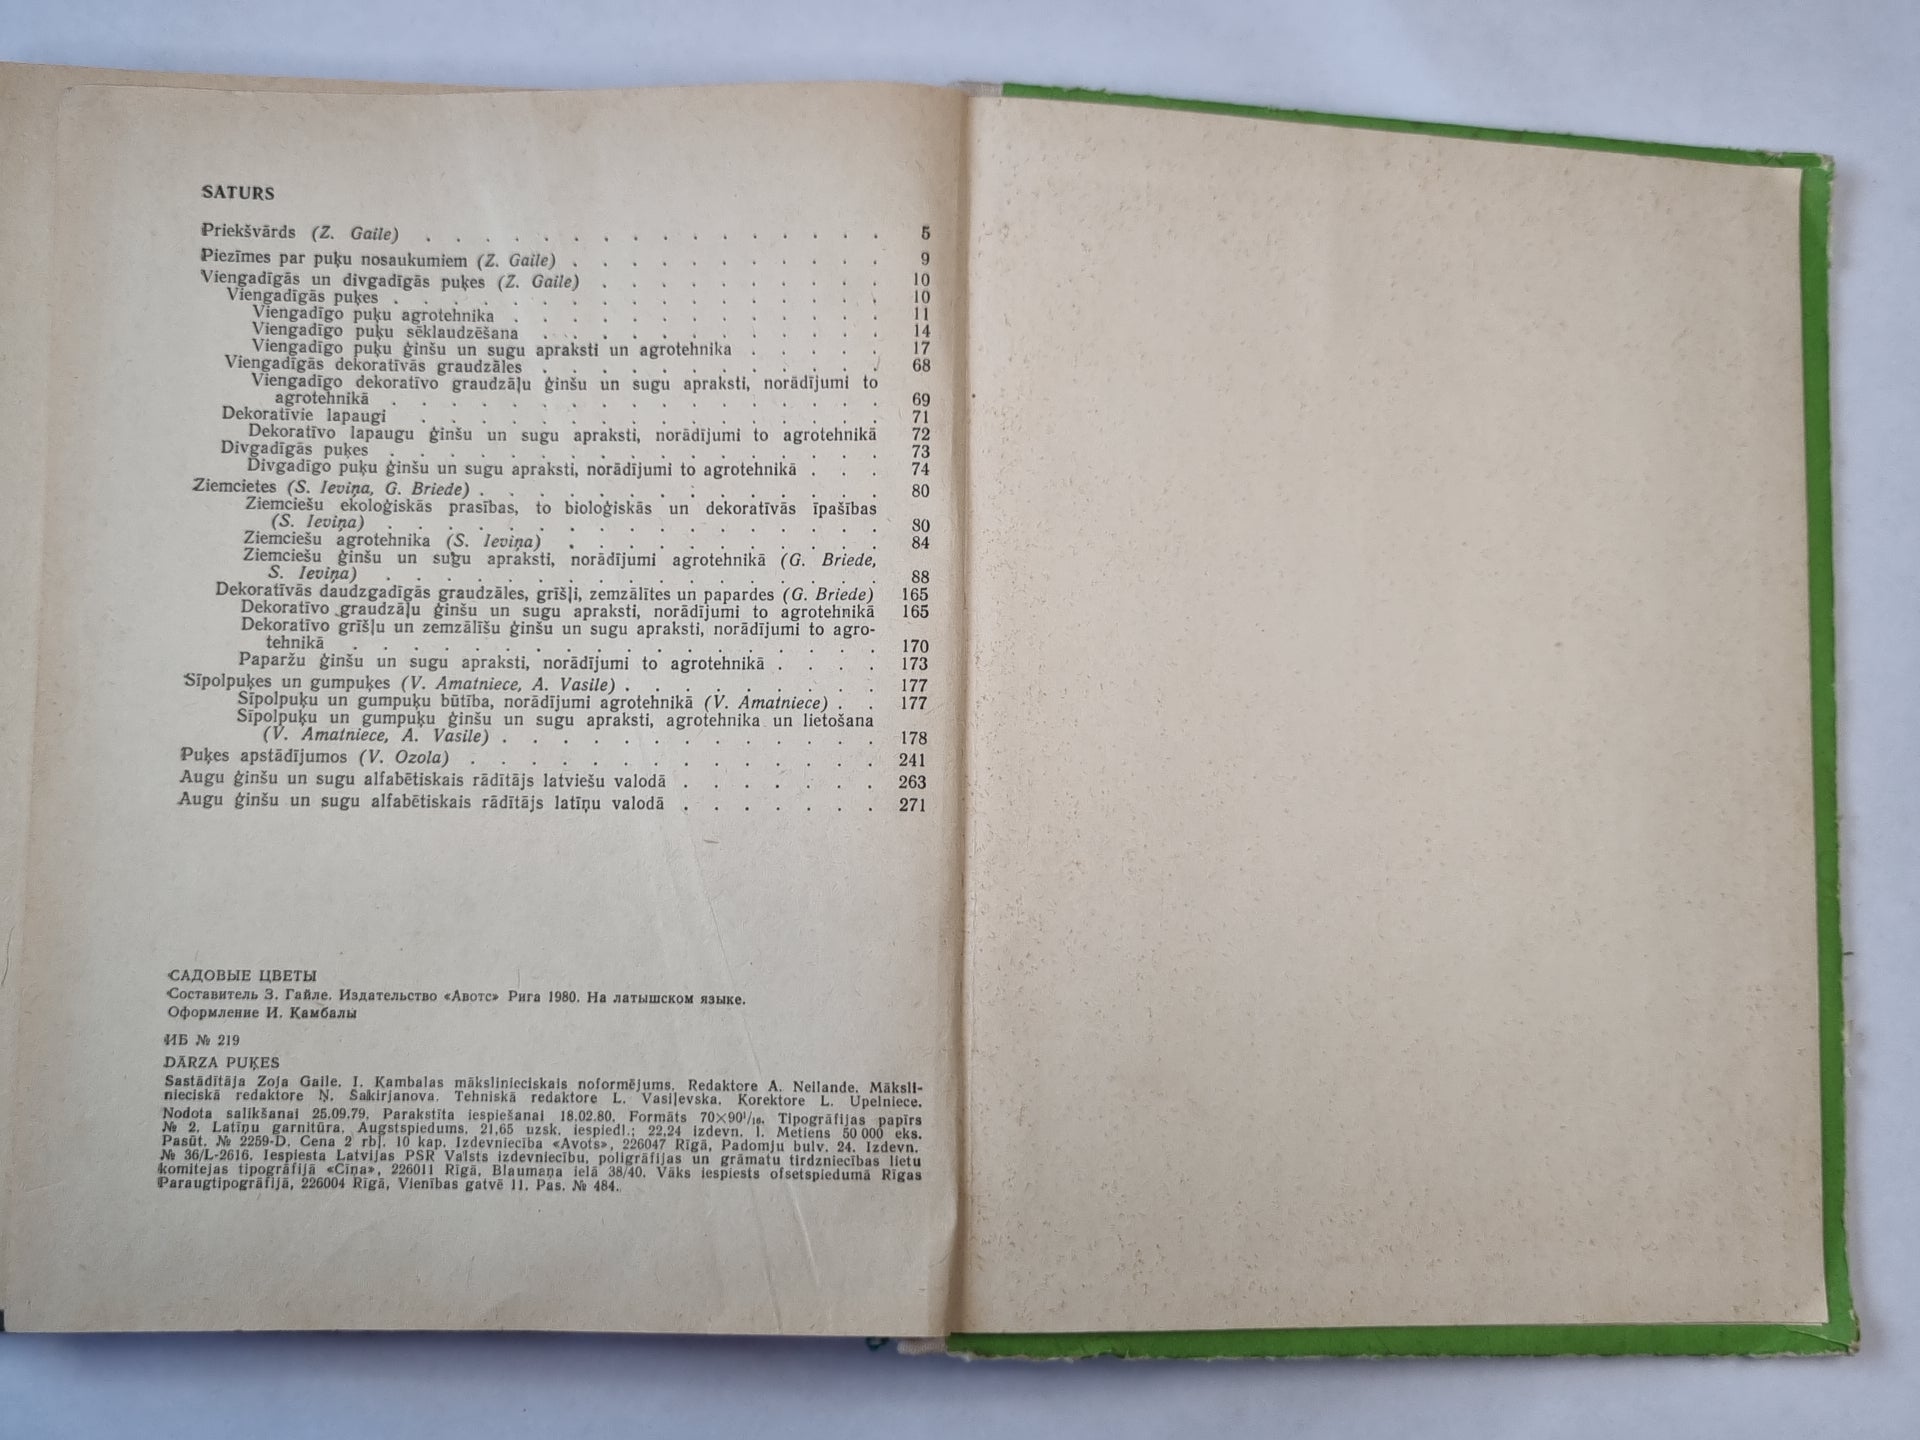 SATURS
Priekšvārds (Z. Gaile) . . . . . . . . . . . . . . . . 5
Piezīmes par puķu nosaukumiem (Z. Gaile) . . . . . . . . . . . 9
Viengadīgās un divgadīgās puķes (Z. Gaile) . . . . . . . . . . 10
Viengadīgās puķes . . . . . . . . . . . . . . . . . 10
Viengadīgo puķu agrotehnika . . . . . . . . . . . . . 11
Viengadīgo puķu sēklaudzēšana . . . . . . . . . . . . 14
Viengadīgo puķu ģinšu un sugu apraksti un agrotehnika . . . . . 17
Viengadīgās dekoratīvās graudzāles . . . . . . . . . . . . 68
Viengadīgo dekoratīvo graudzāļu ģinšu un sugu apraksti, norādījumi to
agrotehnikā . . . . . . . . . . . . . . . . . 69
Dekoratīvie lapaugi . . . . . . . . . . . . . . . . 71
Dekoratīvo lapaugu ģinšu un sugu apraksti, norādījumi to agrotehnikā 72
Divgadīgās puķes . . . . . . . . . . . . . . . . . 73
Divgadīgo puķu ģinšu un sugu apraksti, norādījumi to agrotehnikā . . . 74
Ziemcietes (S. Ieviņa, G. Briede) . . . . . . . . . . . . . . 80
Ziemciešu ekoloģiskās prasības, to bioloģiskās un dekoratīvās īpašības
(S. Ieviņa) . . . . . . . . . . . . . . . . . 80
Ziemciešu agrotehnika (S. Ieviņa) . . . . . . . . . . . 84
Ziemciešu ģinšu un sugu apraksti, norādījumi agrotehnikā (G. Briede,
S. Ieviņa) . . . . . . . . . . . . . . . . . 88
Dekoratīvās daudzgadīgās graudzāles, grīšļi, zemzālītes un papardes (G. Briede) 165
Dekoratīvo graudzāļu ģinšu un sugu apraksti, norādījumi to agrotehnikā 165
Dekoratīvo grīšļu un zemzālīšu ģinšu un sugu apraksti, norādījumi to agro-
tehnikā . . . . . . . . . . . . . . . . . . 170
Paparžu ģinšu un sugu apraksti, norādījumi to agrotehnikā . . . . 173
Sīpolpuķes un gumpuķes (V. Amatniece, A. Vasile) . . . . . . . . . 177
Sīpolpuķu un gumpuķu būtība, norādījumi agrotehnikā (V. Amatniece) . . 177
Sīpolpuķu un gumpuķu ģinšu un sugu apraksti, agrotehnika un lietošana
(V. Amatniece, A. Vasile) . . . . . . . . . . . . . 178
Puķes apstādījumos (V. Ozola) . . . . . . . . . . . . . . 241
Augu ģinšu un sugu alfabētiskais rādītājs latviešu valodā . . . . . . . 263
Augu ģinšu un sugu alfabētiskais rādītājs latīņu valodā . . . . . . . 271
САДОВЫЕ ЦВЕТЫ
Составитель З. Гайле. Издательство «Авотс» Рига 1980. На латышском языке.
Оформление И. Камбалы
ИБ № 219
DĀRZA PUĶES
Sastādītāja Zoja Gaile. I. Kambalas mākslinieciskais noformējums. Redaktore A. Neilande. Māksli-
nieciskā redaktore Ņ. Šakirjanova. Tehniskā redaktore L. Vasiļevska. Korektore L. Upelniece.
Nodota salikšanai 25.09.79. Parakstīta iespiešanai 18.02.80. Formāts 70×90¹/₁₆. Tipogrāfijas papīrs
№ 2. Latīņu garnitūra. Augstspiedums. 21,65 uzsk. iespiedl.; 22,24 izdevn. l. Metiens 50 000 eks.
Pasūt. № 2259-D. Cena 2 rbļ. 10 kap. Izdevniecība «Avots», 226047 Rīgā, Padomju bulv. 24. Izdevn.
№ 36/L-2616. Iespiesta Latvijas PSR Valsts izdevniecību, poligrāfijas un grāmatu tirdzniecības lietu
komitejas tipogrāfijā «Cīņa», 226011 Rīgā, Blaumaņa ielā 38/40. Vāks iespiests ofsetspiedumā Rīgas
Paraugtipogrāfijā, 226004 Rīgā, Vienības gatvē 11. Pas. № 484.